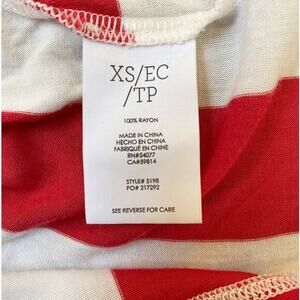 XS/EC
/TP
100% RAYON
MADE IN CHINA
HECHO EN CHINA
FABRIQUÉ EN CHINE
RN#54077
CA#59814
STYLE# 5198
PO# 217292
SEE REVERSE FOR CARE